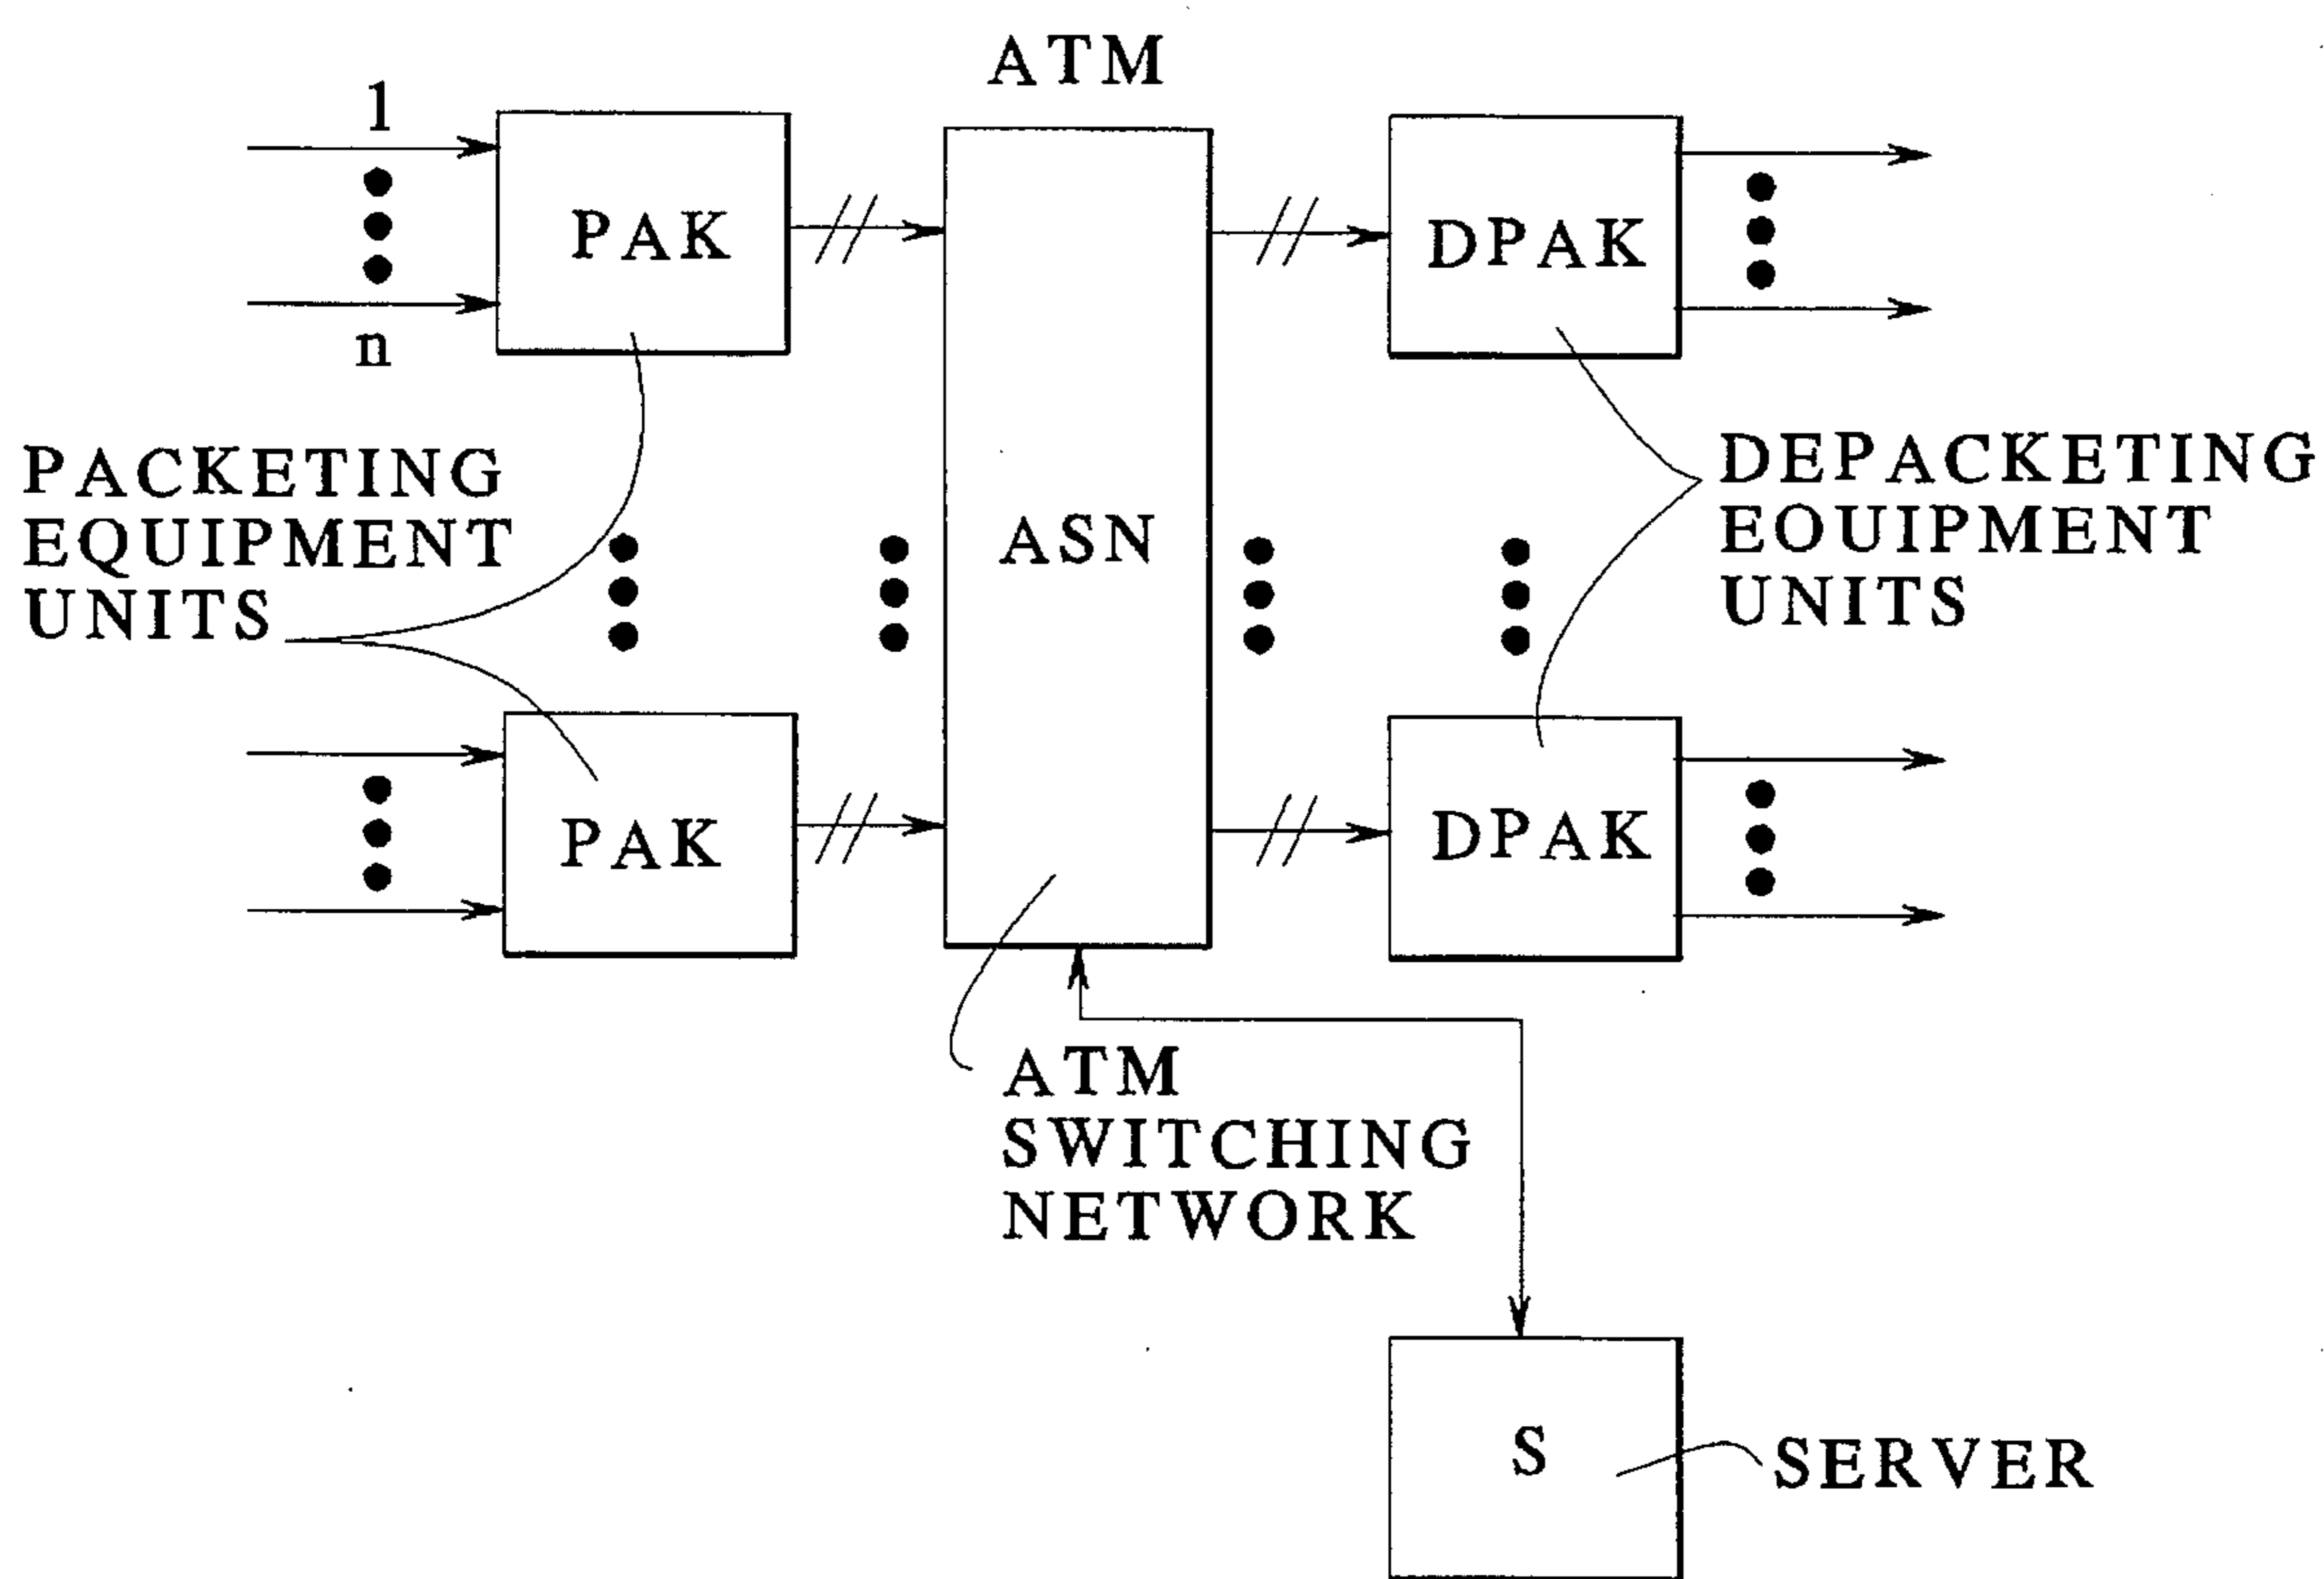 ATM
1
n
PAK
ASN
DPAK
PACKETING
EQUIPMENT
UNITS
DEPACKETING
EOUIPMENT
UNITS
PAK
DPAK
ATM
SWITCHING
NETWORK
S
SERVER